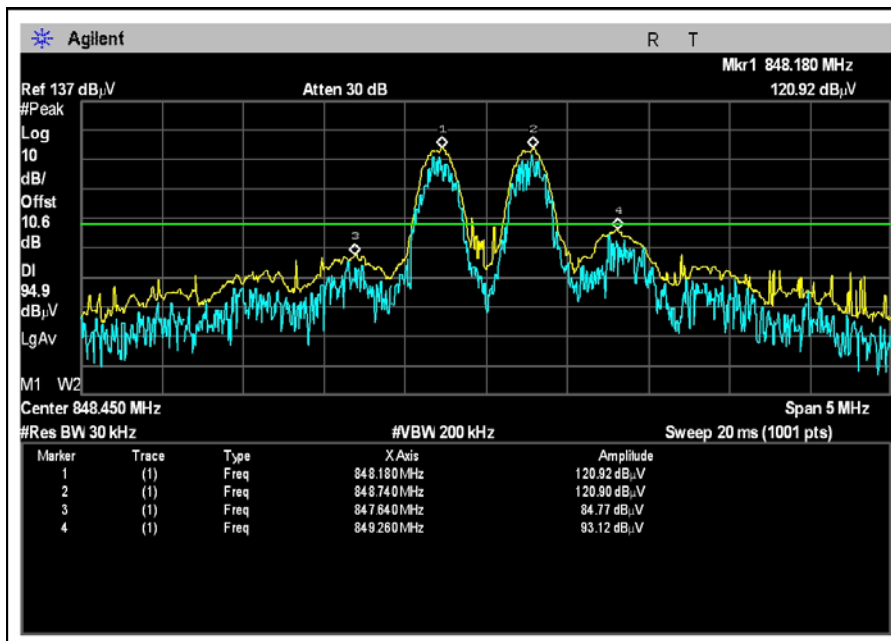 Agilent
R T
Mkr1 848.180 MHz
Ref 137 dBµV Atten 30 dB 120.92 dBµV
#Peak
Log
10
dB/
Offst
10.6
dB
DI
94.9
dBµV
LgAv
1 2
3 4
M1 W2
Center 848.450 MHz Span 5 MHz
#Res BW 30 kHz #VBW 200 kHz Sweep 20 ms (1001 pts)
Marker Trace Type X Axis Amplitude
1 (1) Freq 848.180 MHz 120.92 dBµV
2 (1) Freq 848.740 MHz 120.90 dBµV
3 (1) Freq 847.640 MHz 84.77 dBµV
4 (1) Freq 849.260 MHz 93.12 dBµV